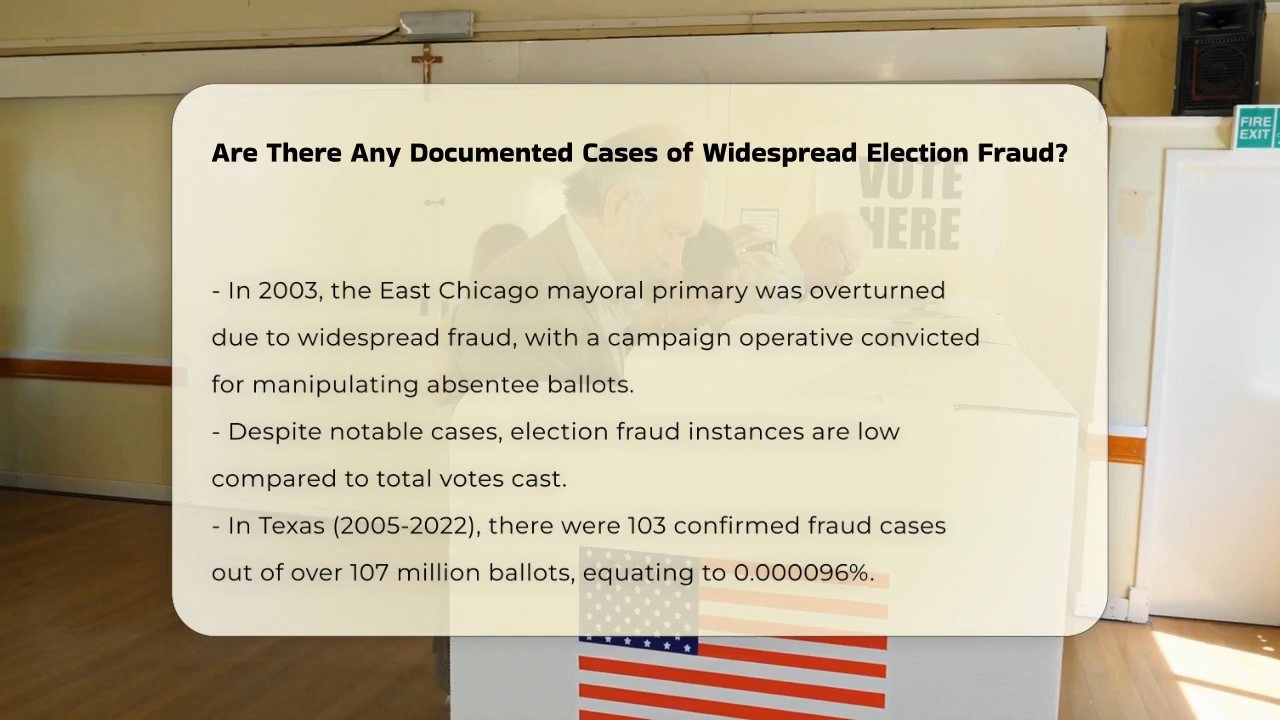 Are There Any Documented Cases of Widespread Election Fraud?
VOTE
HERE
FIRE
EXIT
- In 2003, the East Chicago mayoral primary was overturned
due to widespread fraud, with a campaign operative convicted
for manipulating absentee ballots.
- Despite notable cases, election fraud instances are low
compared to total votes cast.
- In Texas (2005-2022), there were 103 confirmed fraud cases
out of over 107 million ballots, equating to 0.000096%.